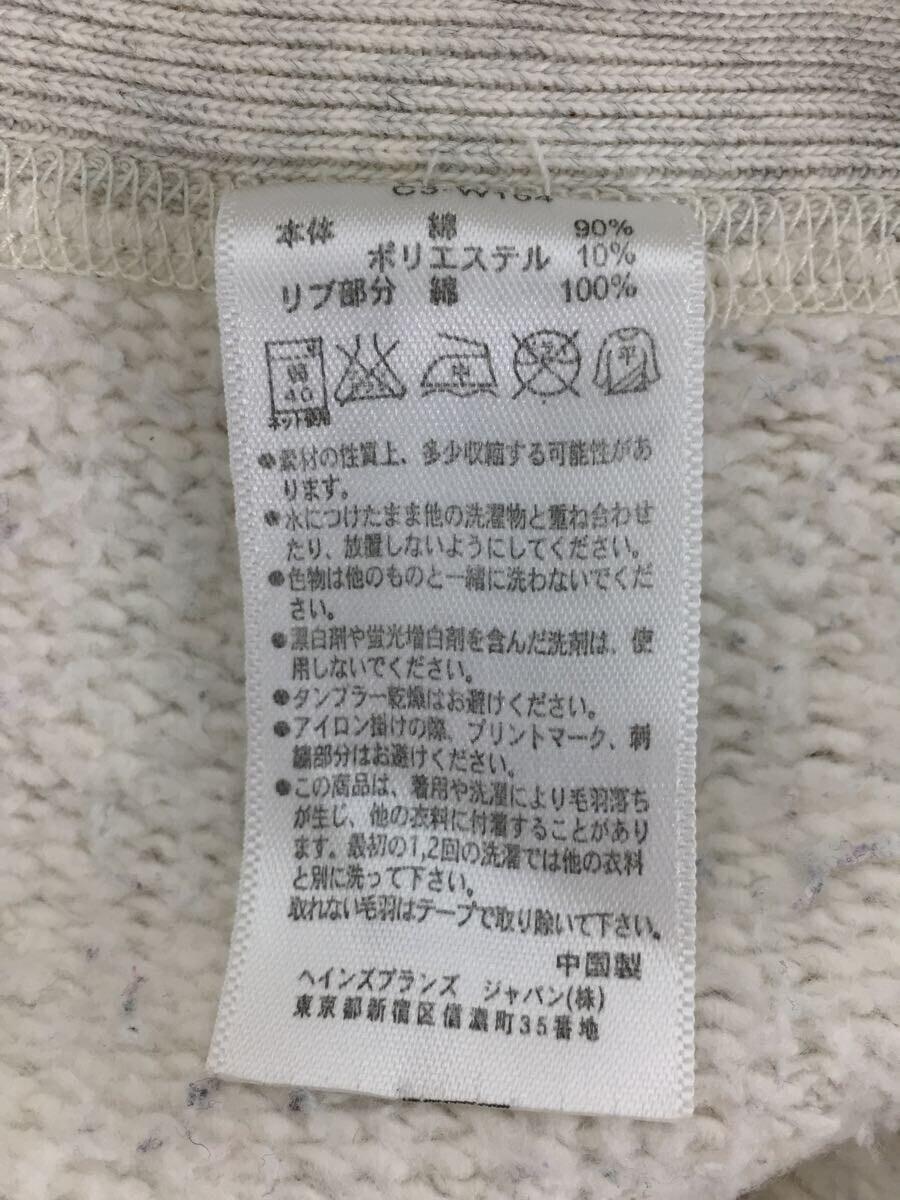 C3-W104
本体 綿 90%
ポリエステル 10%
リブ部分 綿 100%
弱
40
ネット使用
中
平
●素材の性質上、多少収縮する可能性があ
ります。
●水につけたまま他の洗濯物と重ね合わせ
たり、放置しないようにしてください。
●色物は他のものと一緒に洗わないでくだ
さい。
●漂白剤や蛍光増白剤を含んだ洗剤は、使
用しないでください。
●タンブラー乾燥はお避けください。
●アイロン掛けの際、プリントマーク、刺
繍部分はお避けください。
●この商品は、着用や洗濯により毛羽落ち
が生じ、他の衣料に付着することがあり
ます。最初の1,2回の洗濯では他の衣料
と別に洗って下さい。
取れない毛羽はテープで取り除いて下さい。
中国製
ヘインズブランズ ジャパン(株)
東京都新宿区信濃町35番地